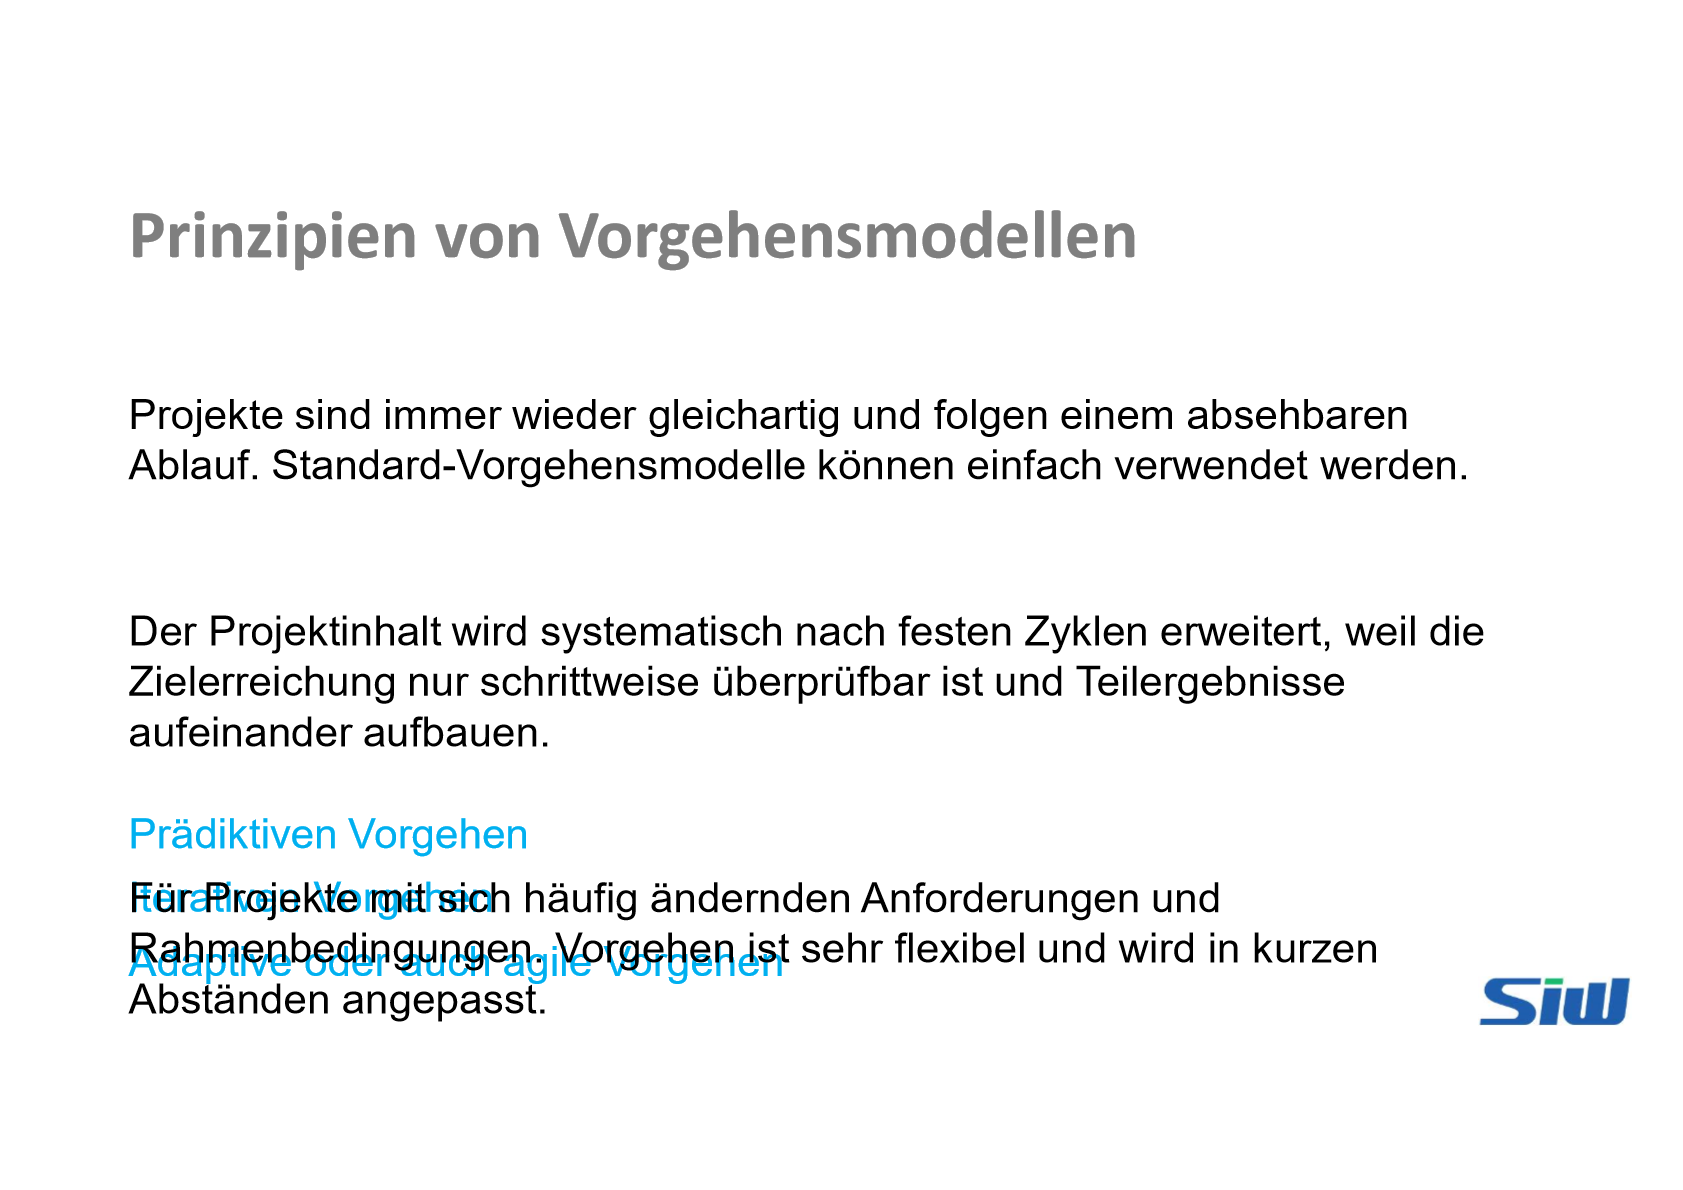 Prinzipien von Vorgehensmodellen
Projekte sind immer wieder gleichartig und folgen einem absehbaren
Ablauf. Standard-Vorgehensmodelle können einfach verwendet werden.
Der Projektinhalt wird systematisch nach festen Zyklen erweitert, weil die
Zielerreichung nur schrittweise überprüfbar ist und Teilergebnisse
aufeinander aufbauen.
Prädiktiven Vorgehen
Iterativen Vorgehen
Für Projekte mit sich häufig ändernden Anforderungen und
Rahmenbedingungen. Vorgehen ist sehr flexibel und wird in kurzen
Adaptive oder auch agile Vorgehen
Abständen angepasst.
Siw